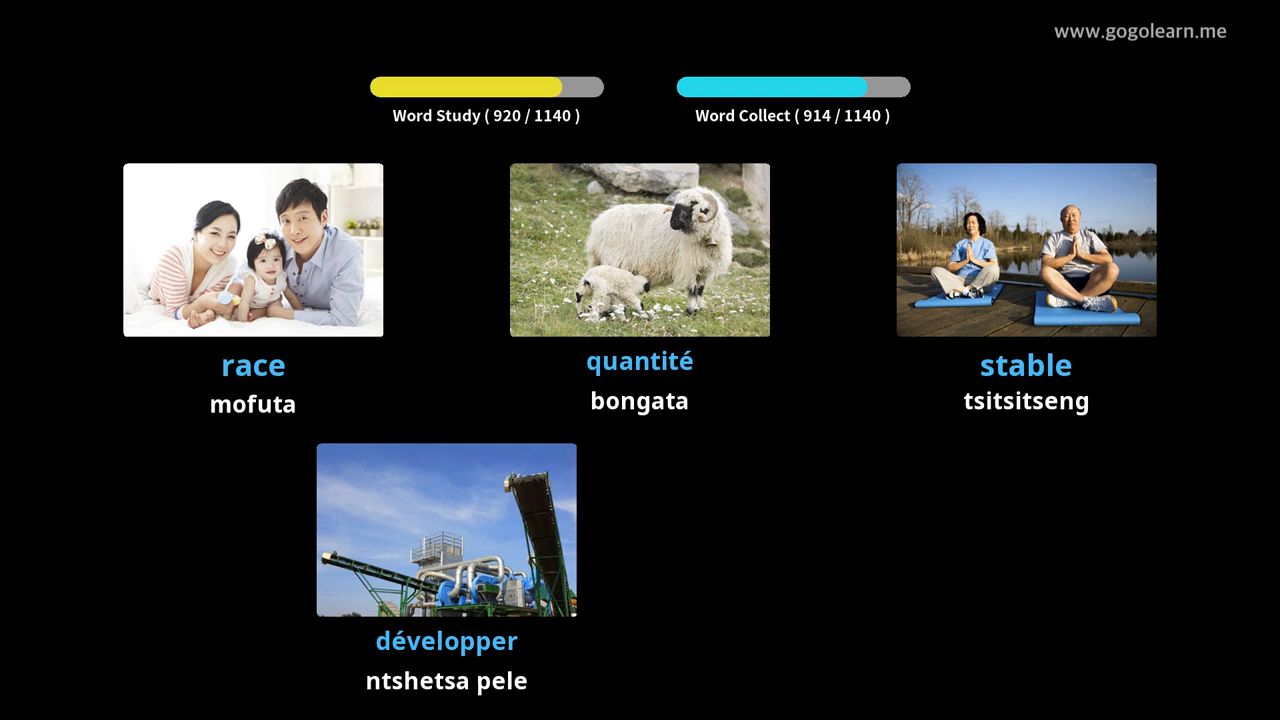 www.gogolearn.me
Word Study ( 920 / 1140 )
Word Collect ( 914 / 1140 )
race
mofuta
quantité
bongata
stable
tsitsitseng
développer
ntshetsa pele